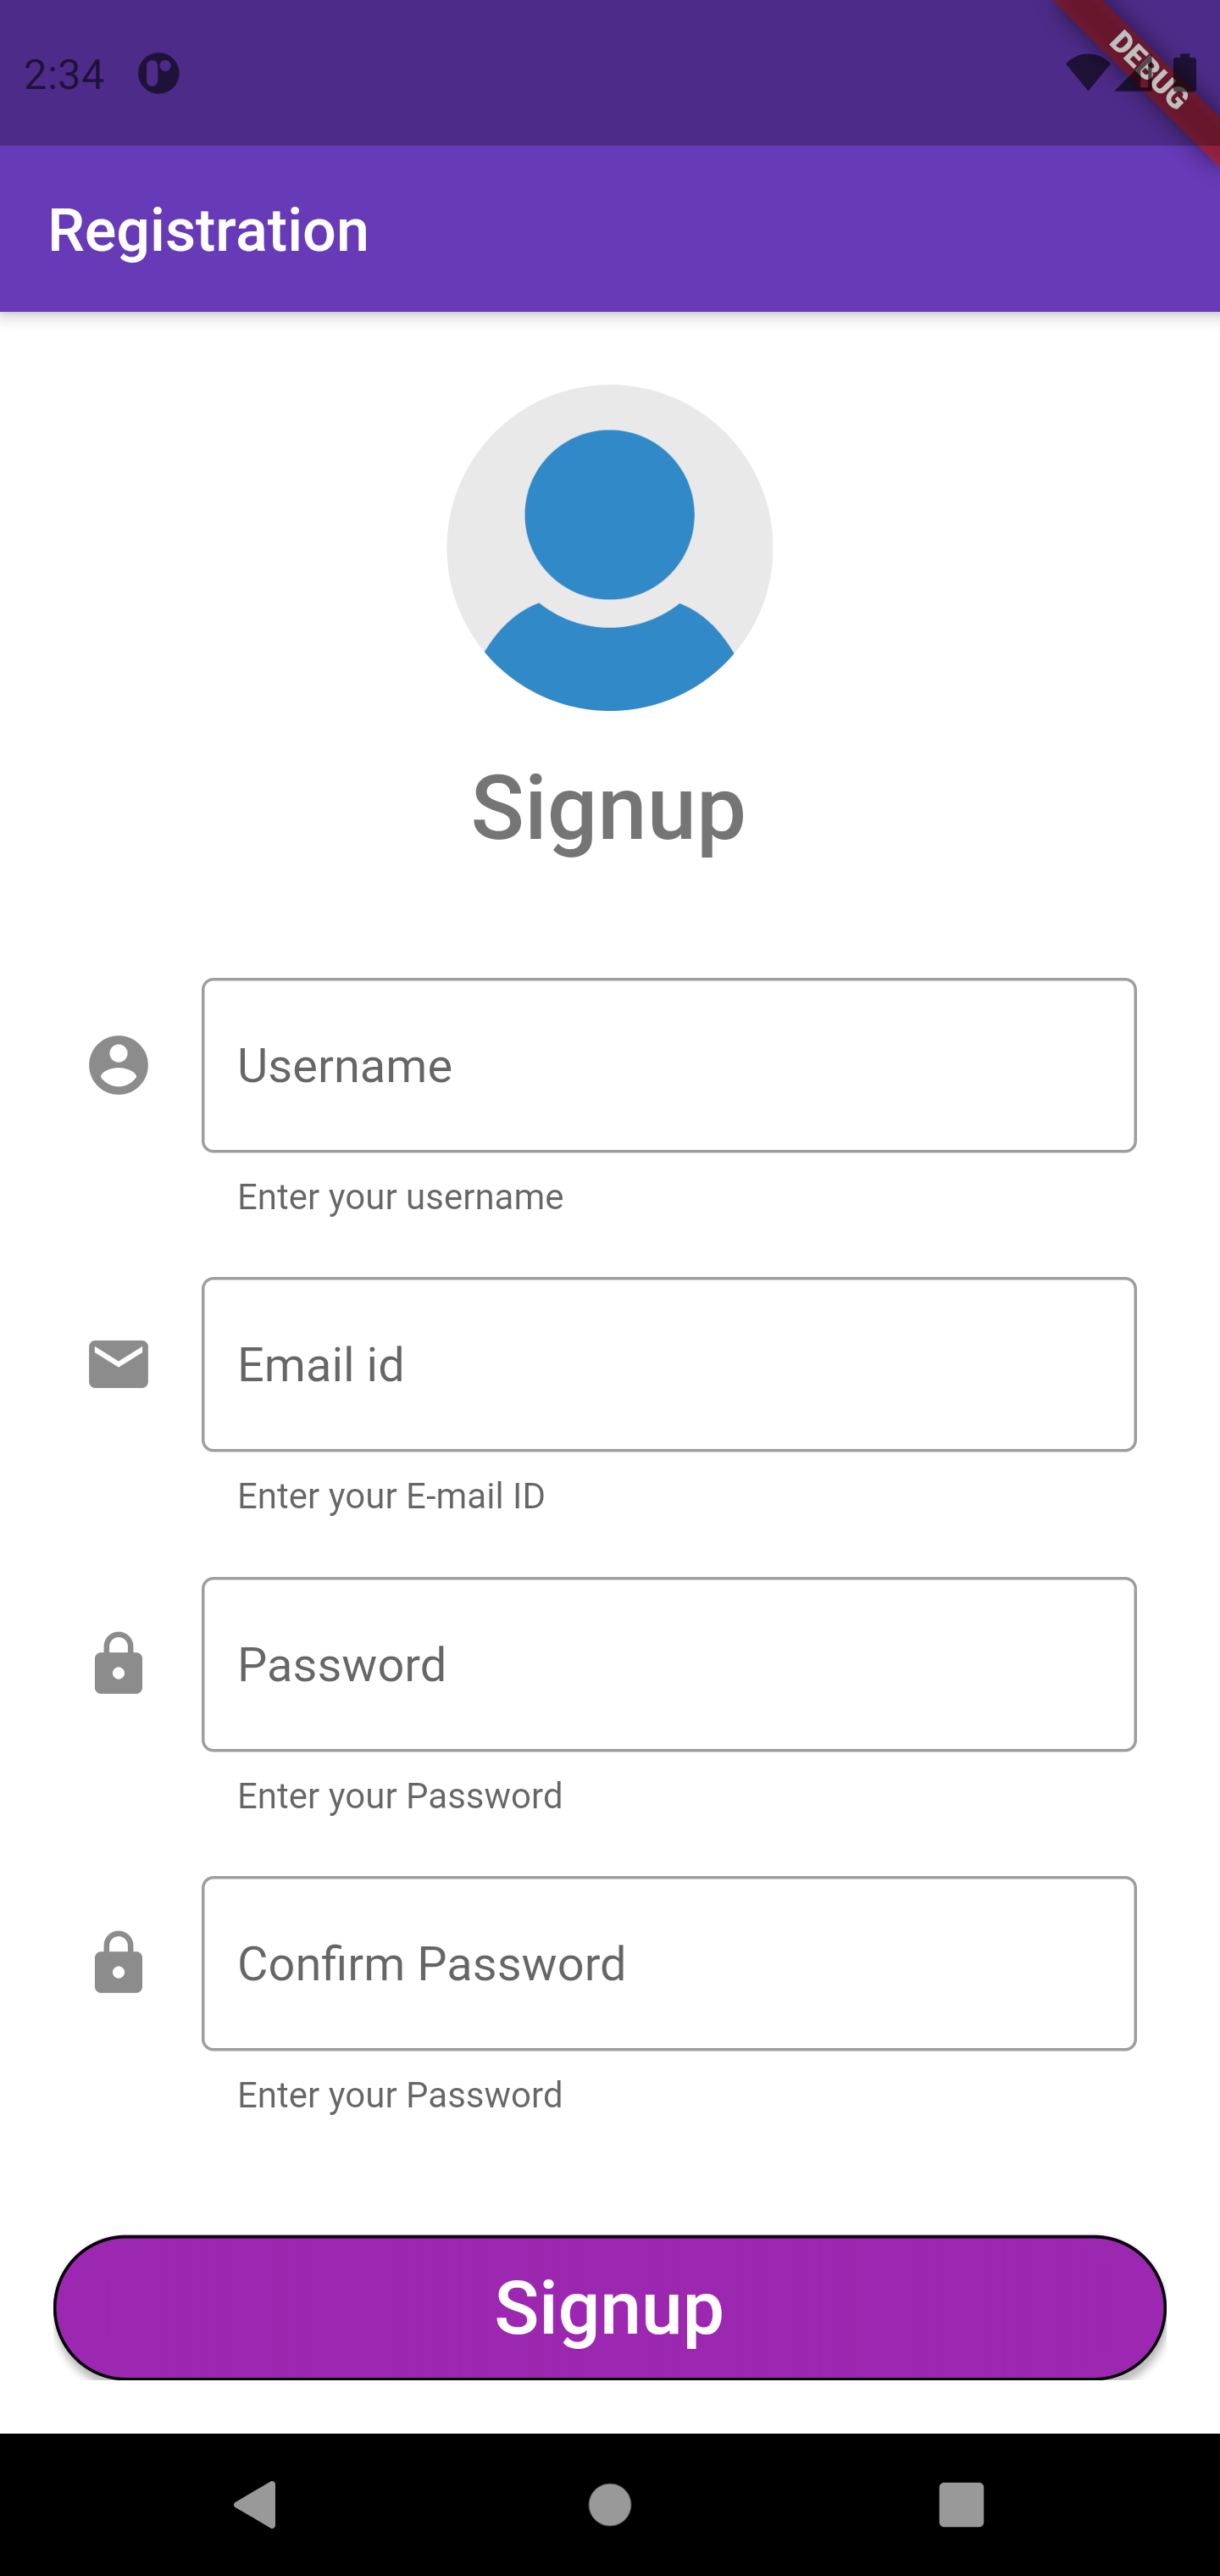 2:34
DEBUG
Registration
Signup
Username
Enter your username
Email id
Enter your E-mail ID
Password
Enter your Password
Confirm Password
Enter your Password
Signup